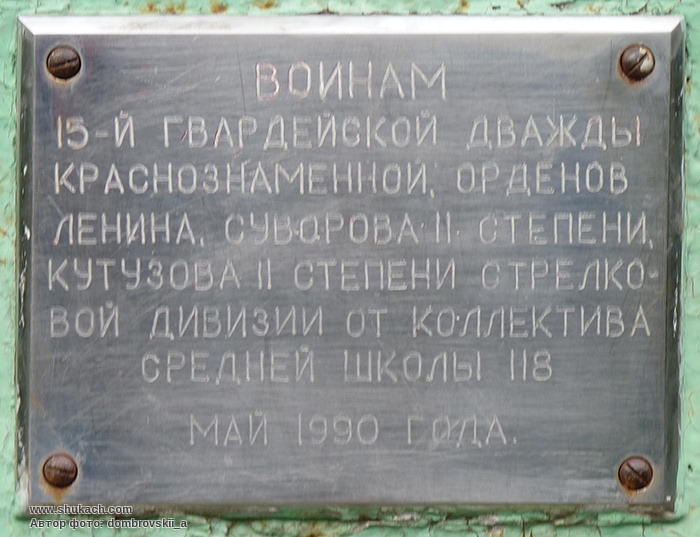 ВОИНАМ
15-Й ГВАРДЕЙСКОЙ ДВАЖДЫ
КРАСНОЗНАМЕННОЙ, ОРДЕНОВ
ЛЕНИНА, СУВОРОВА II СТЕПЕНИ,
КУТУЗОВА II СТЕПЕНИ СТРЕЛКО-
ВОЙ ДИВИЗИИ ОТ КОЛЛЕКТИВА
СРЕДНЕЙ ШКОЛЫ 118
МАЙ 1990 ГОДА.
www.shukach.com
Автор фото: dombrovskii_a